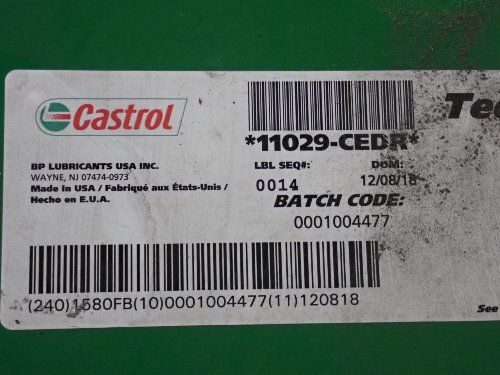 Castrol
*11029-CEDR*
BP LUBRICANTS USA INC.
WAYNE, NJ 07474-0973
Made in USA / Fabriqué aux États-Unis /
Hecho en E.U.A.
LBL SEQ#:
DOM:
0014
12/08/18
BATCH CODE:
0001004477
(240)1580FB(10)0001004477(11)120818
See